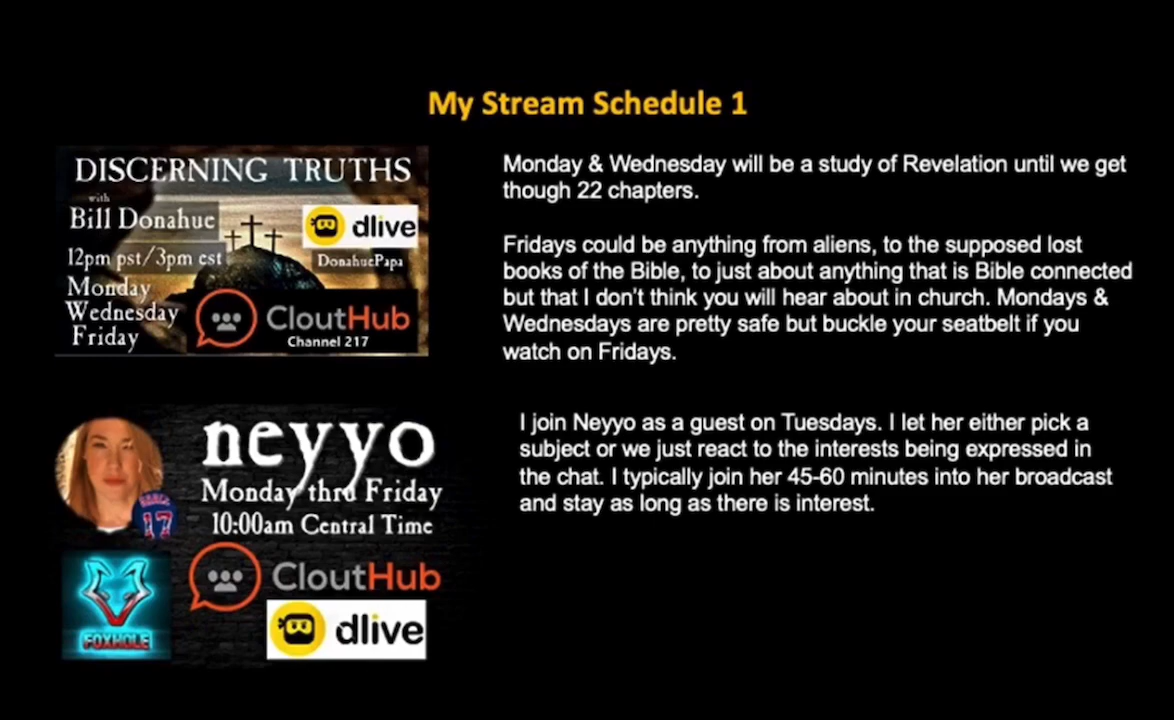 My Stream Schedule 1
DISCERNING TRUTHS
with
Bill Donahue
12pm pst/3pm est
Monday
Wednesday
Friday
dlive
DonahuePapa
CloutHub
Channel 217
Monday & Wednesday will be a study of Revelation until we get
though 22 chapters.
Fridays could be anything from aliens, to the supposed lost
books of the Bible, to just about anything that is Bible connected
but that I don't think you will hear about in church. Mondays &
Wednesdays are pretty safe but buckle your seatbelt if you
watch on Fridays.
neyyo
Monday thru Friday
10:00am Central Time
17
CloutHub
FOXHOLE
dlive
I join Neyyo as a guest on Tuesdays. I let her either pick a
subject or we just react to the interests being expressed in
the chat. I typically join her 45-60 minutes into her broadcast
and stay as long as there is interest.